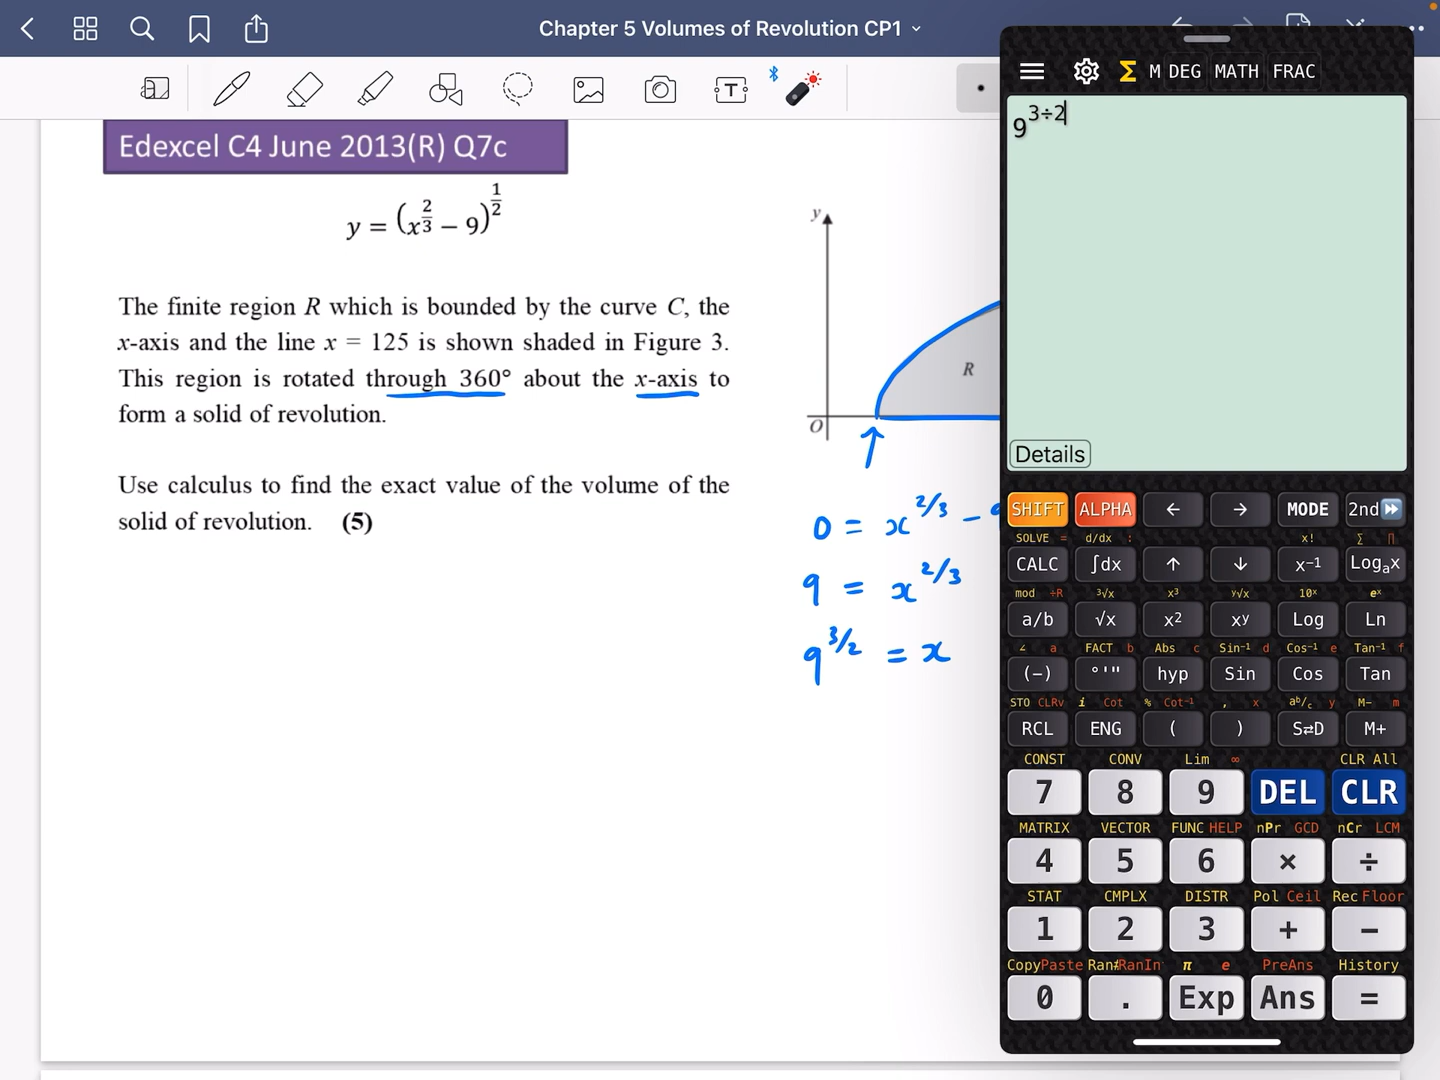 Chapter 5 Volumes of Revolution CP1
Edexcel C4 June 2013(R) Q7c
y = (x^{2/3} − 9)^{1/2}
The finite region R which is bounded by the curve C, the
x-axis and the line x = 125 is shown shaded in Figure 3.
This region is rotated through 360° about the x-axis to
form a solid of revolution.
Use calculus to find the exact value of the volume of the
solid of revolution. (5)
y
R
O
0 = x^{2/3} −
9 = x^{2/3}
9^{3/2} = x
Σ M DEG MATH FRAC
9^{3÷2}
Details
SHIFT ALPHA ← → MODE 2nd
SOLVE = d/dx : x! ∑ ∏
CALC ∫dx ↑ ↓ x⁻¹ Logₐx
mod ÷R ³√x x³ y√x 10ˣ eˣ
a/b √x x² xʸ Log Ln
∠ a FACT b Abs c Sin⁻¹ d Cos⁻¹ e Tan⁻¹ f
(−) °'" hyp Sin Cos Tan
STO CLRv i Cot % Cot⁻¹ , x aᵇ/c y M− m
RCL ENG ( ) S⇄D M+
CONST CONV Lim ∞ CLR All
7 8 9 DEL CLR
MATRIX VECTOR FUNC HELP nPr GCD nCr LCM
4 5 6 × ÷
STAT CMPLX DISTR Pol Ceil Rec Floor
1 2 3 + −
Copy Paste Ran# RanIn π e PreAns History
0 . Exp Ans =